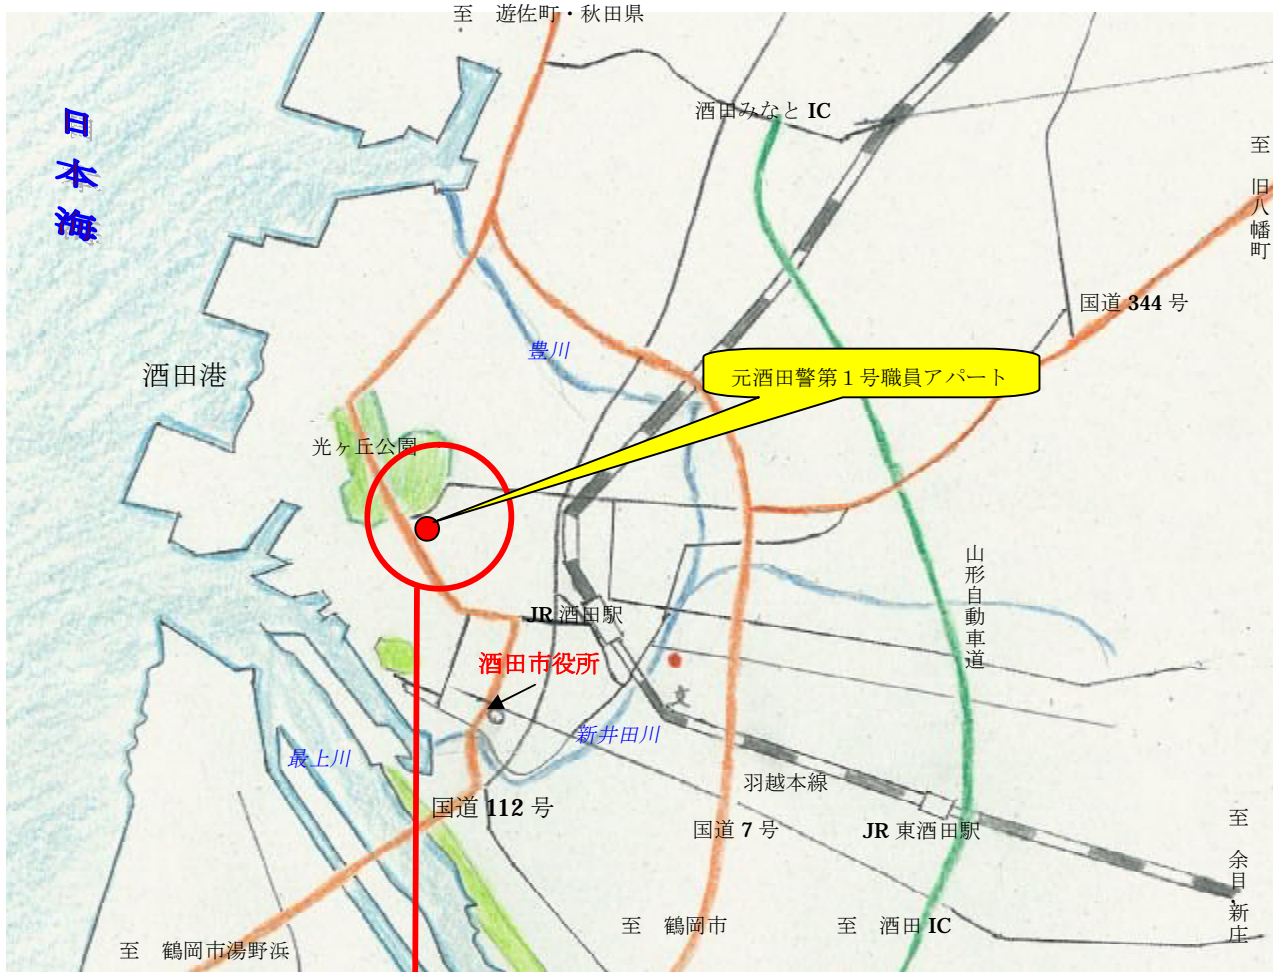 至　遊佐町・秋田県
日本海
酒田みなと IC
至　旧八幡町
国道 344 号
豊川
酒田港
元酒田警第１号職員アパート
光ヶ丘公園
山形自動車道
JR 酒田駅
酒田市役所
文
新井田川
最上川
羽越本線
国道 112 号
国道 7 号
JR 東酒田駅
至　余目・新庄
至　鶴岡市
至　酒田 IC
至　鶴岡市湯野浜